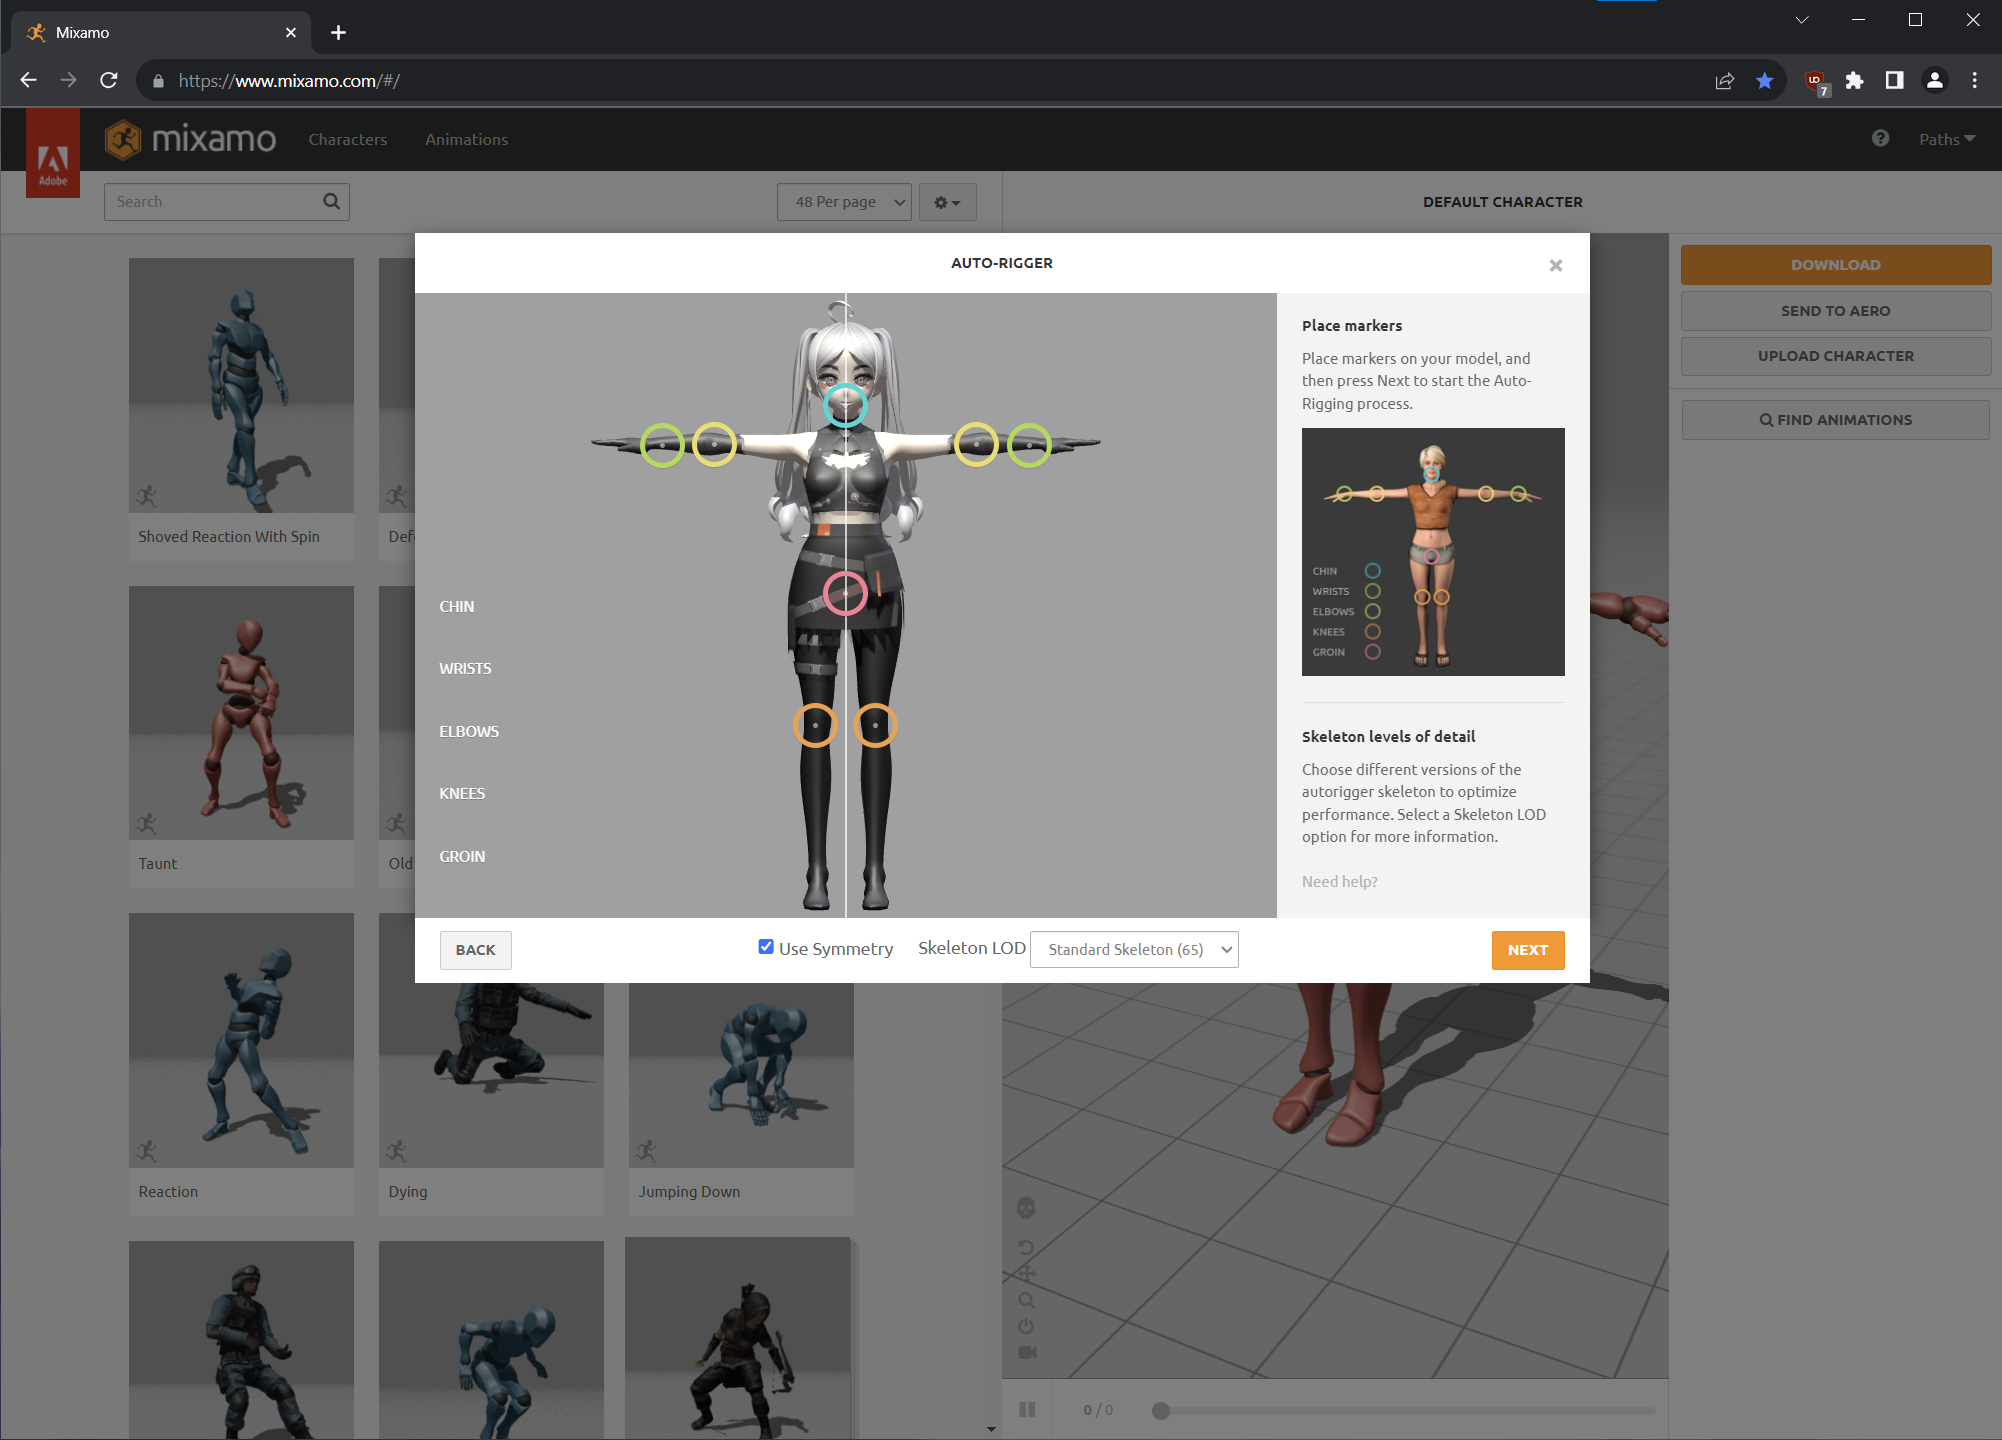 Mixamo
https://www.mixamo.com/#/
7
Adobe
mixamo
Characters
Animations
Paths
Search
48 Per page
DEFAULT CHARACTER
AUTO-RIGGER
DOWNLOAD
SEND TO AERO
UPLOAD CHARACTER
FIND ANIMATIONS
Place markers
Place markers on your model, and
then press Next to start the Auto-
Rigging process.
CHIN
WRISTS
ELBOWS
KNEES
GROIN
CHIN
WRISTS
ELBOWS
KNEES
GROIN
Skeleton levels of detail
Choose different versions of the
autorigger skeleton to optimize
performance. Select a Skeleton LOD
option for more information.
Need help?
BACK
Use Symmetry
Skeleton LOD
Standard Skeleton (65)
NEXT
Shoved Reaction With Spin
Def
Taunt
Old
Reaction
Dying
Jumping Down
0 / 0